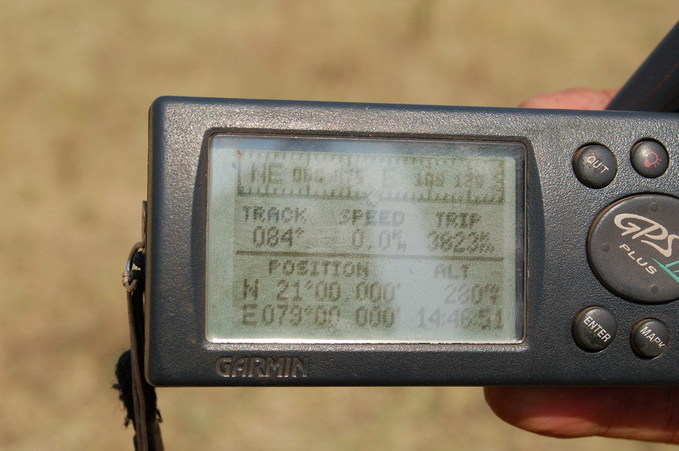 NE
TRACK SPEED TRIP
084° 0.0 3823
POSITION ALT
N 21°00.000' 280
E 079°00.000' 14:46:51
GARMIN
QUIT
GPS
PLUS
ENTER
MARK